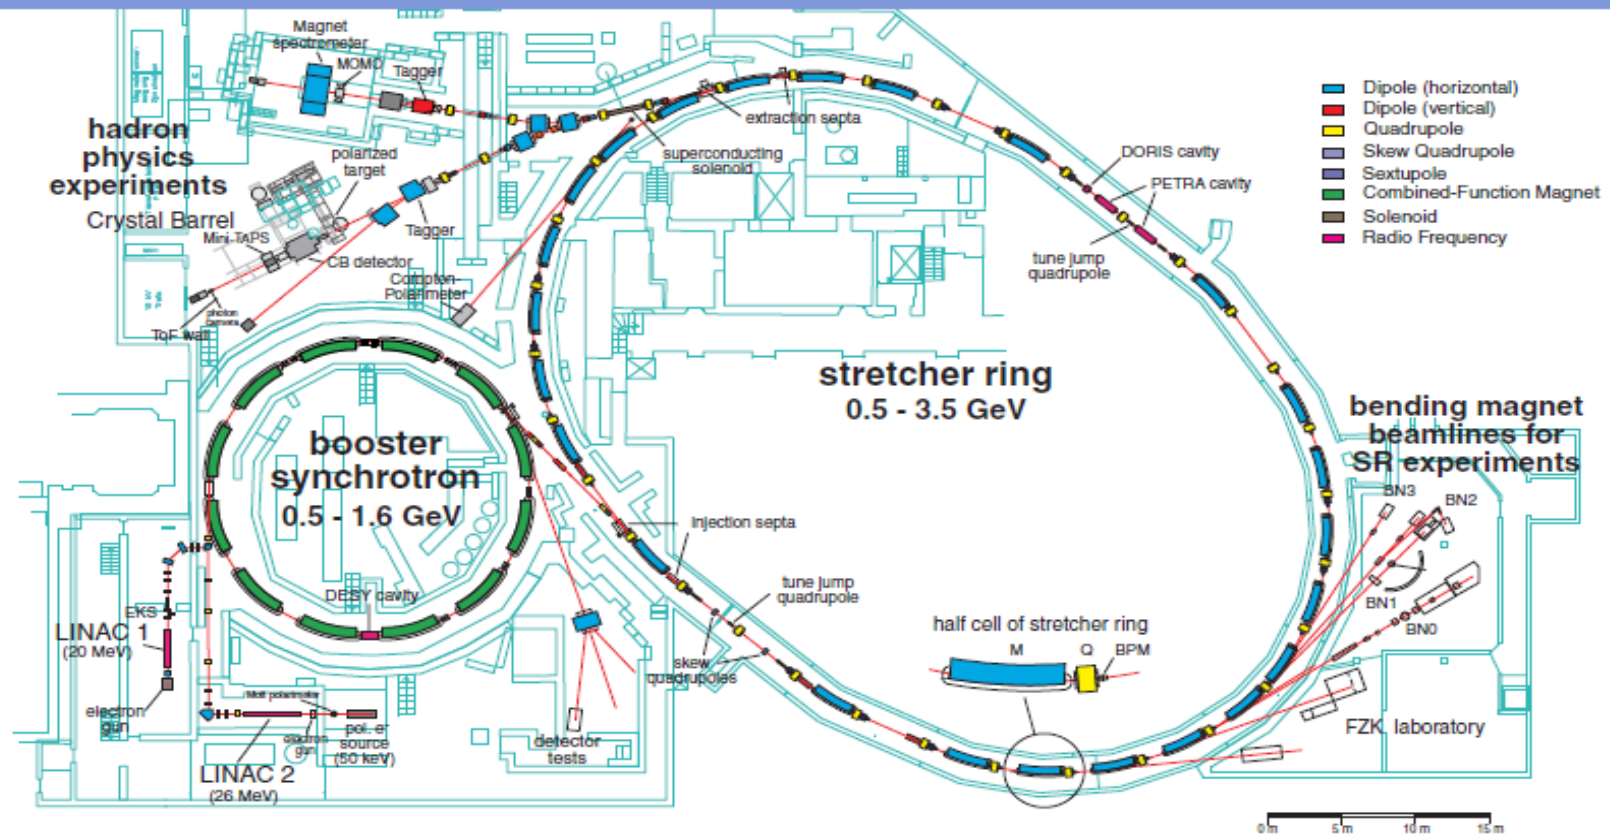 Magnet
spectrometer
MOMO
Tagger
hadron
physics
experiments
Crystal Barrel
polarized
target
Mini-TAPS
CB detector
Tagger
Compton-
Polarimeter
photon
camera
ToF wall
extraction septa
superconducting
solenoid
DORIS cavity
PETRA cavity
tune jump
quadrupole
Dipole (horizontal)
Dipole (vertical)
Quadrupole
Skew Quadrupole
Sextupole
Combined-Function Magnet
Solenoid
Radio Frequency
stretcher ring
0.5 - 3.5 GeV
bending magnet
beamlines for
SR experiments
BN3
BN2
BN1
BN0
booster
synchrotron
0.5 - 1.6 GeV
injection septa
DESY cavity
tune jump
quadrupole
skew
quadrupoles
half cell of stretcher ring
M
Q
BPM
EKS
LINAC 1
(20 MeV)
electron
gun
Mott polarimeter
electron
gun
pol. e-
source
(50 keV)
LINAC 2
(26 MeV)
detector
tests
FZK laboratory
0 m
5 m
10 m
15 m